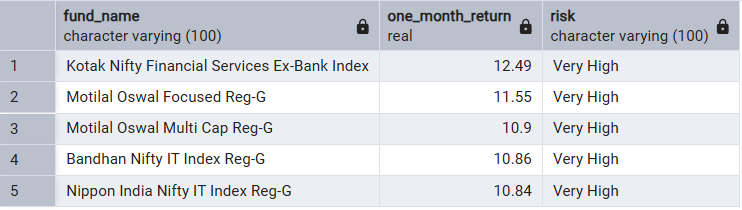 fund_name one_month_return risk
character varying (100) real character varying (100)
1 Kotak Nifty Financial Services Ex-Bank Index 12.49 Very High
2 Motilal Oswal Focused Reg-G 11.55 Very High
3 Motilal Oswal Multi Cap Reg-G 10.9 Very High
4 Bandhan Nifty IT Index Reg-G 10.86 Very High
5 Nippon India Nifty IT Index Reg-G 10.84 Very High